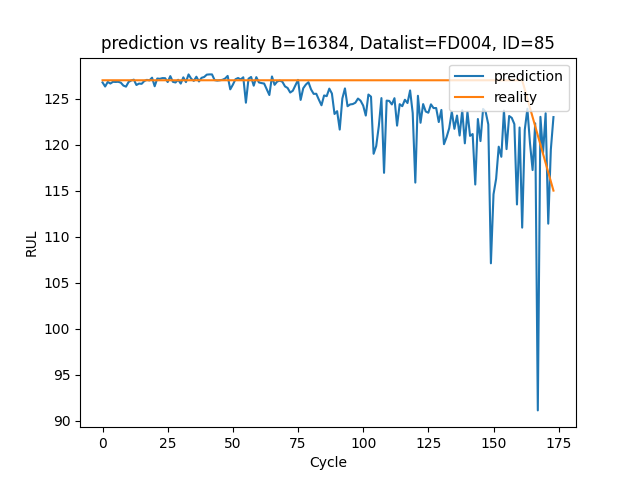 prediction vs reality B=16384, Datalist=FD004, ID=85
prediction
reality
RUL
125
120
115
110
105
100
95
90
0 25 50 75 100 125 150 175
Cycle